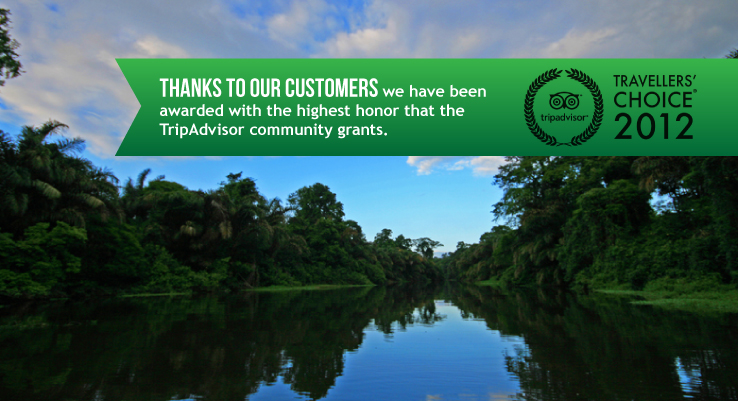 THANKS TO OUR CUSTOMERS we have been
awarded with the highest honor that the
TripAdvisor community grants.
tripadvisor®
TRAVELLERS'
CHOICE®
2012